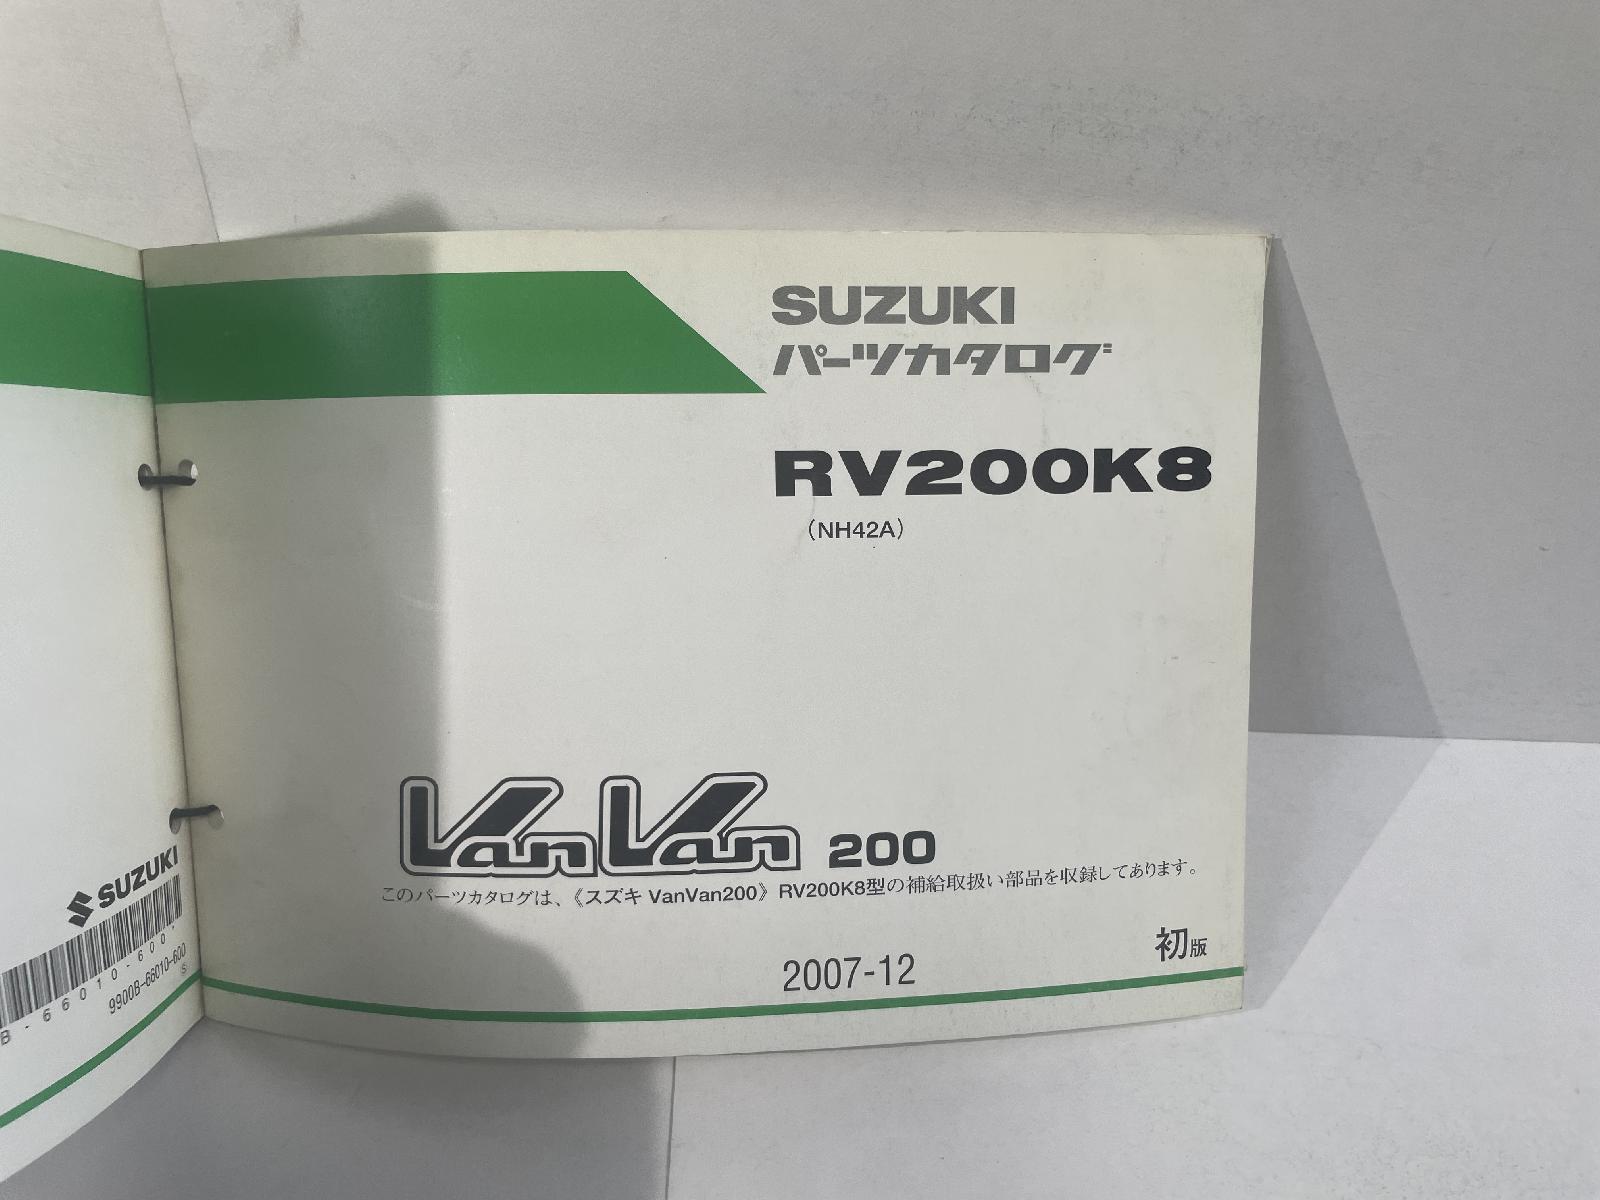 SUZUKI
パーツカタログ
RV200K8
(NH42A)
VanVan 200
このパーツカタログは、《スズキ VanVan200》RV200K8型の補給取扱い部品を収録してあります。
初版
2007-12
SUZUKI
B-66010-600-
9900B-66010-600
S